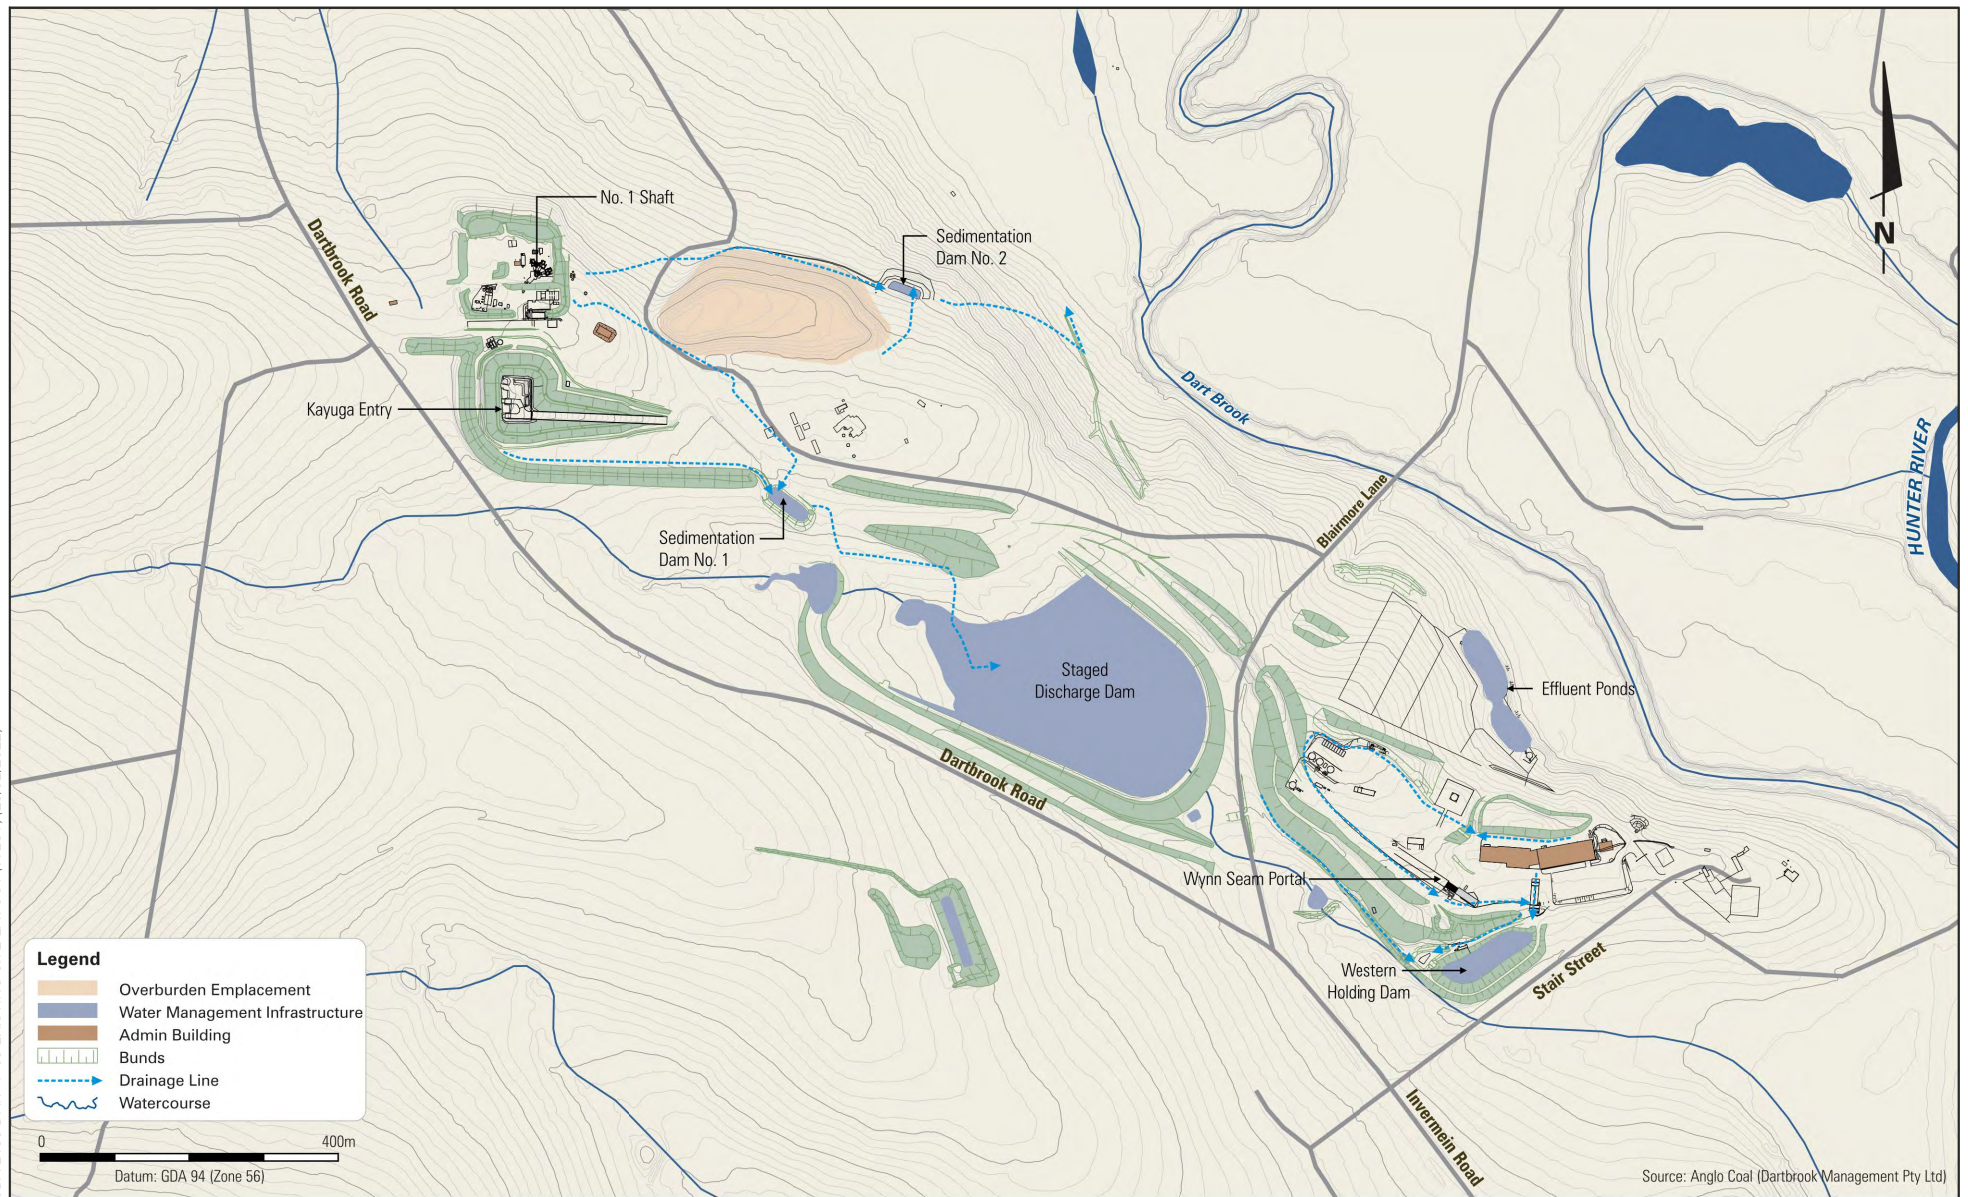 No. 1 Shaft
Sedimentation
Dam No. 2
Dartbrook Road
N
Dart Brook
Kayuga Entry
HUNTER RIVER
Blairmore Lane
Sedimentation
Dam No. 1
Staged
Discharge Dam
Effluent Ponds
Dartbrook Road
Wynn Seam Portal
Western
Holding Dam
Stair Street
Invermein Road
Legend
Overburden Emplacement
Water Management Infrastructure
Admin Building
Bunds
Drainage Line
Watercourse
0 400m
Datum: GDA 94 (Zone 56)
Source: Anglo Coal (Dartbrook Management Pty Ltd)